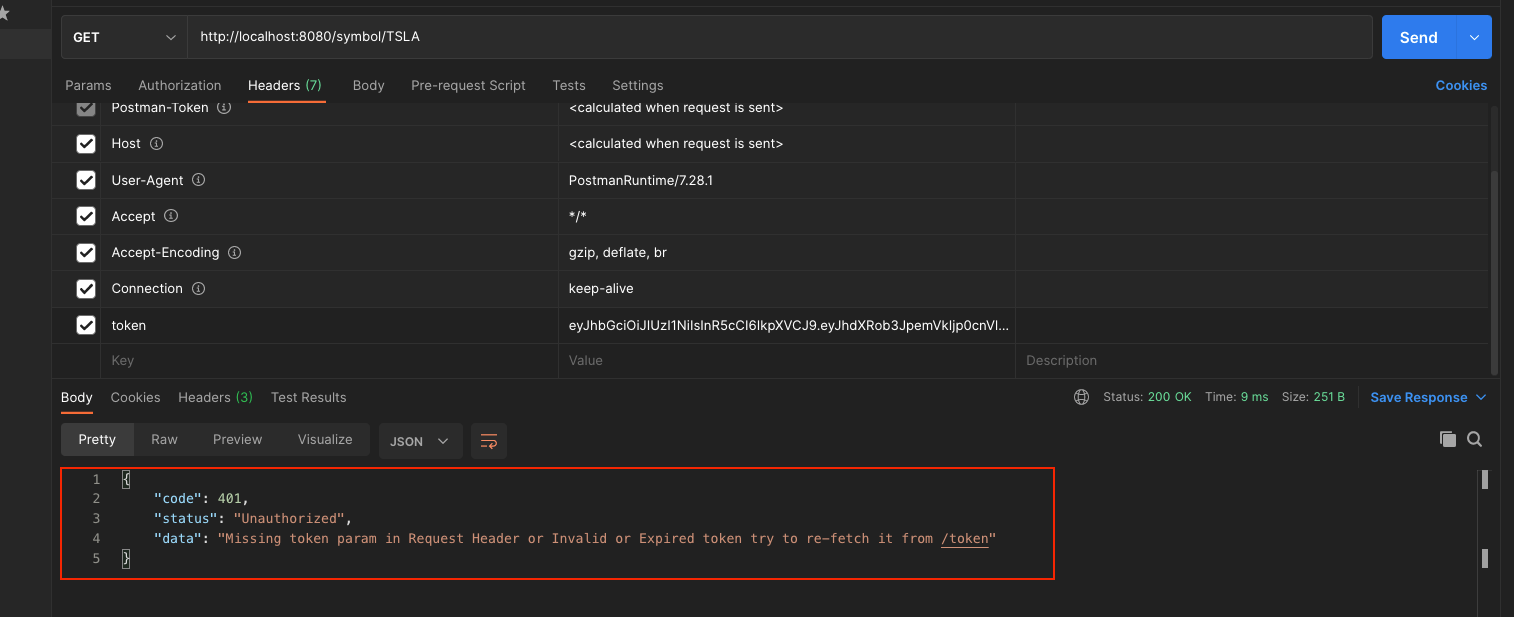 GET http://localhost:8080/symbol/TSLA Send
Params Authorization Headers (7) Body Pre-request Script Tests Settings Cookies
Postman-Token <calculated when request is sent>
Host <calculated when request is sent>
User-Agent PostmanRuntime/7.28.1
Accept */*
Accept-Encoding gzip, deflate, br
Connection keep-alive
token eyJhbGciOiJIUzI1NiIsInR5cCI6IkpXVCJ9.eyJhdXRob3JpemVkIjp0cnVl...
Key Value Description
Body Cookies Headers (3) Test Results Status: 200 OK Time: 9 ms Size: 251 B Save Response
Pretty Raw Preview Visualize JSON
1 {
2 "code": 401,
3 "status": "Unauthorized",
4 "data": "Missing token param in Request Header or Invalid or Expired token try to re-fetch it from /token"
5 }